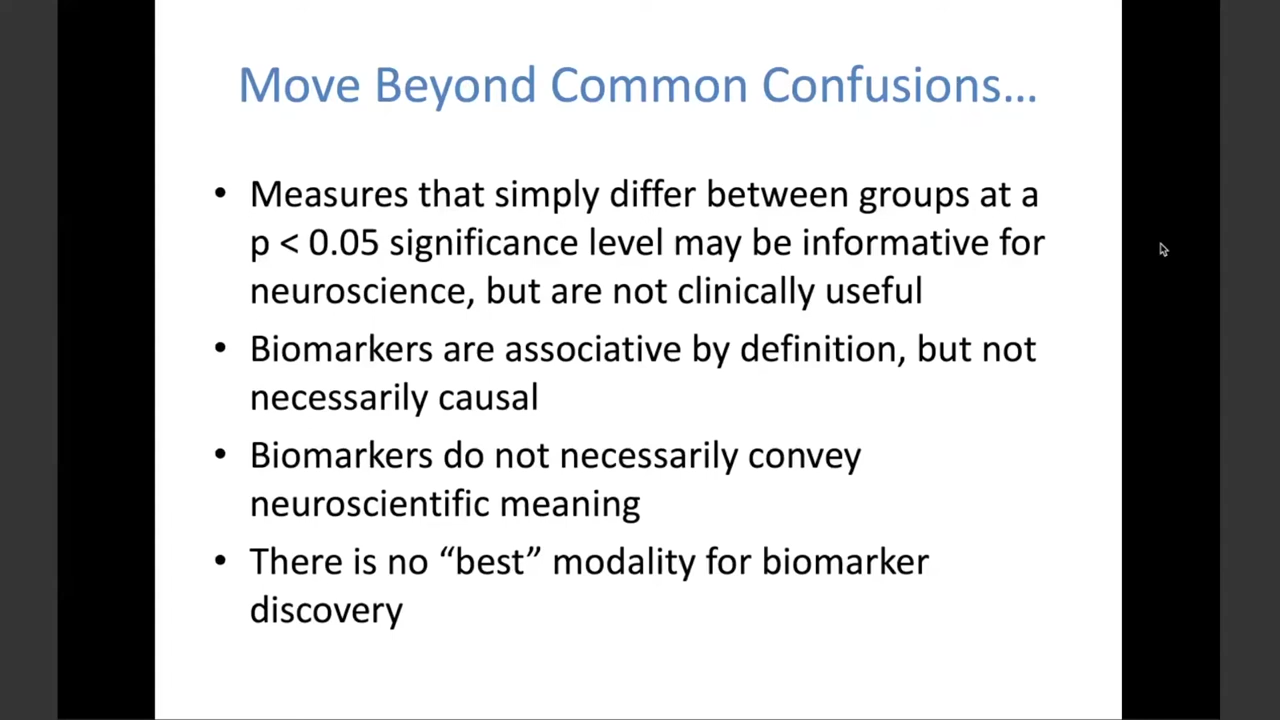 Move Beyond Common Confusions...
• Measures that simply differ between groups at a
p < 0.05 significance level may be informative for
neuroscience, but are not clinically useful
• Biomarkers are associative by definition, but not
necessarily causal
• Biomarkers do not necessarily convey
neuroscientific meaning
• There is no “best” modality for biomarker
discovery